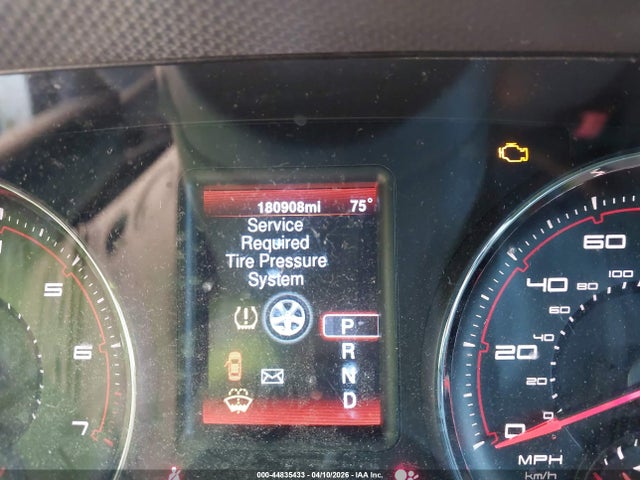 180908mi 75°
Service
Required
Tire Pressure
System
P
R
N
D
5
6
7
60
40
20
0
100
80
40
20
0
MPH
km/h
000-44835433 - 04/10/2026 - IAA Inc.